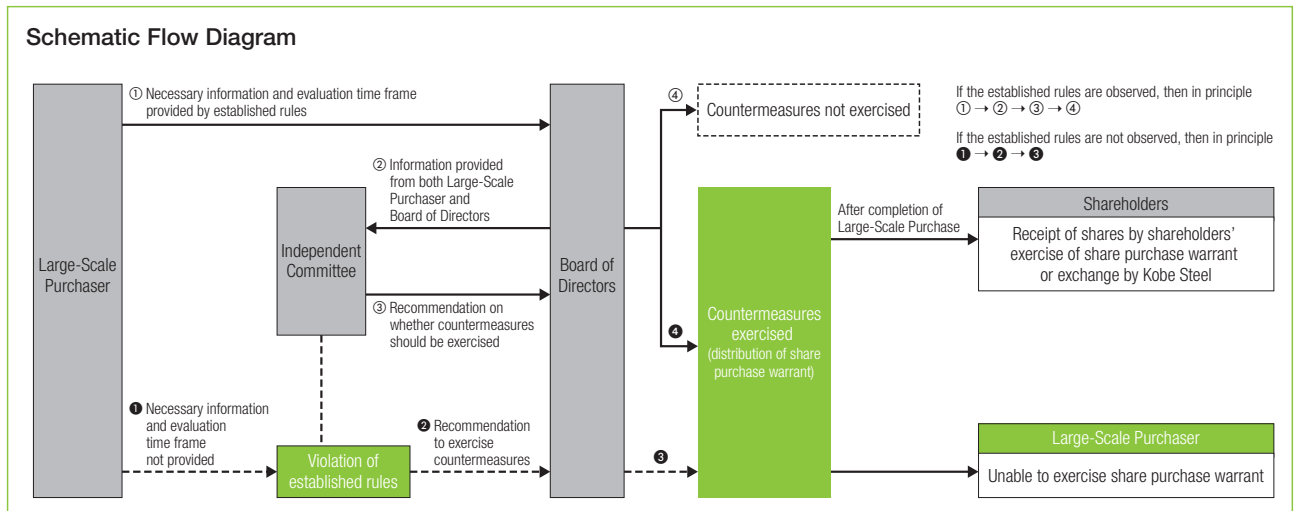 Schematic Flow Diagram
① Necessary information and evaluation time frame
provided by established rules
④
Countermeasures not exercised
If the established rules are observed, then in principle
① → ② → ③ → ④
If the established rules are not observed, then in principle
❶ → ❷ → ❸
② Information provided
from both Large-Scale
Purchaser and
Board of Directors
Large-Scale
Purchaser
Independent
Committee
Board of
Directors
③ Recommendation on
whether countermeasures
should be exercised
❹
Countermeasures
exercised
(distribution of share
purchase warrant)
After completion of
Large-Scale Purchase
Shareholders
Receipt of shares by shareholders’
exercise of share purchase warrant
or exchange by Kobe Steel
❶ Necessary information
and evaluation
time frame
not provided
Violation of
established rules
❷ Recommendation
to exercise
countermeasures
❸
Large-Scale Purchaser
Unable to exercise share purchase warrant